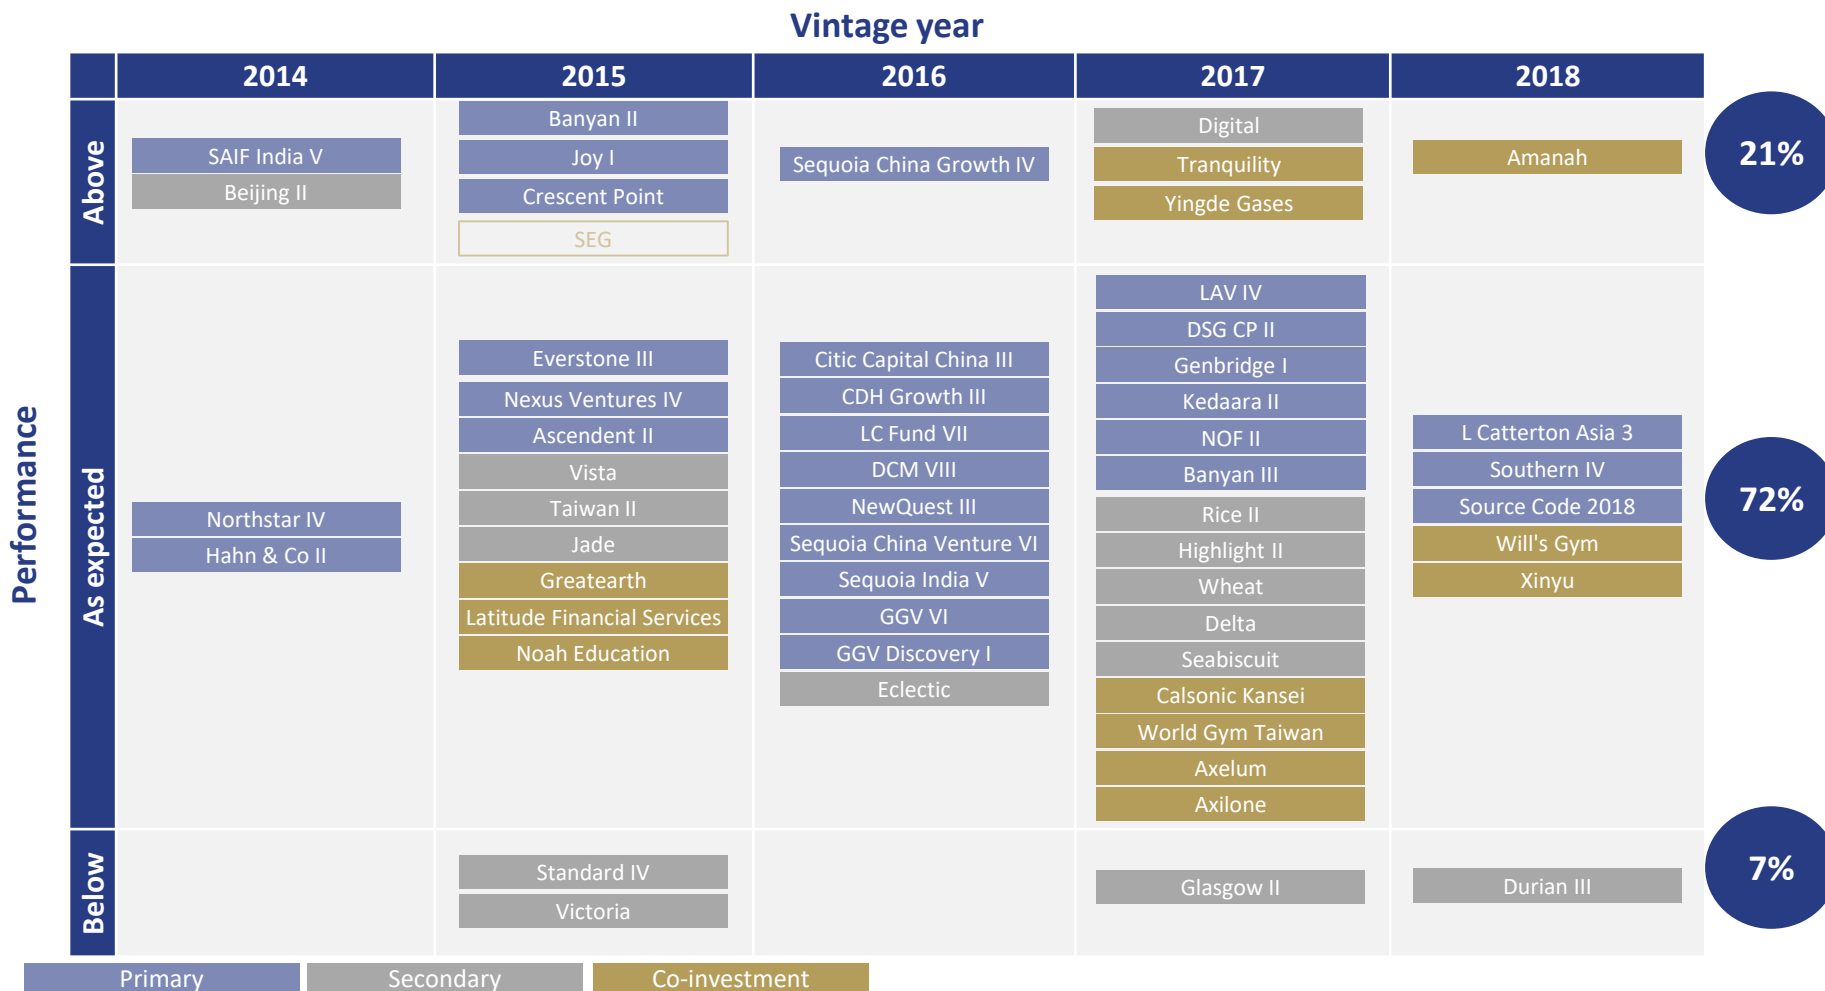 Vintage year
2014
2015
2016
2017
2018
Performance
Above
SAIF India V
Beijing II
Banyan II
Joy I
Crescent Point
SEG
Sequoia China Growth IV
Digital
Tranquility
Yingde Gases
Amanah
21%
As expected
Northstar IV
Hahn & Co II
Everstone III
Nexus Ventures IV
Ascendent II
Vista
Taiwan II
Jade
Greatearth
Latitude Financial Services
Noah Education
Citic Capital China III
CDH Growth III
LC Fund VII
DCM VIII
NewQuest III
Sequoia China Venture VI
Sequoia India V
GGV VI
GGV Discovery I
Eclectic
LAV IV
DSG CP II
Genbridge I
Kedaara II
NOF II
Banyan III
Rice II
Highlight II
Wheat
Delta
Seabiscuit
Calsonic Kansei
World Gym Taiwan
Axelum
Axilone
L Catterton Asia 3
Southern IV
Source Code 2018
Will's Gym
Xinyu
72%
Below
Standard IV
Victoria
Glasgow II
Durian III
7%
Primary
Secondary
Co-investment